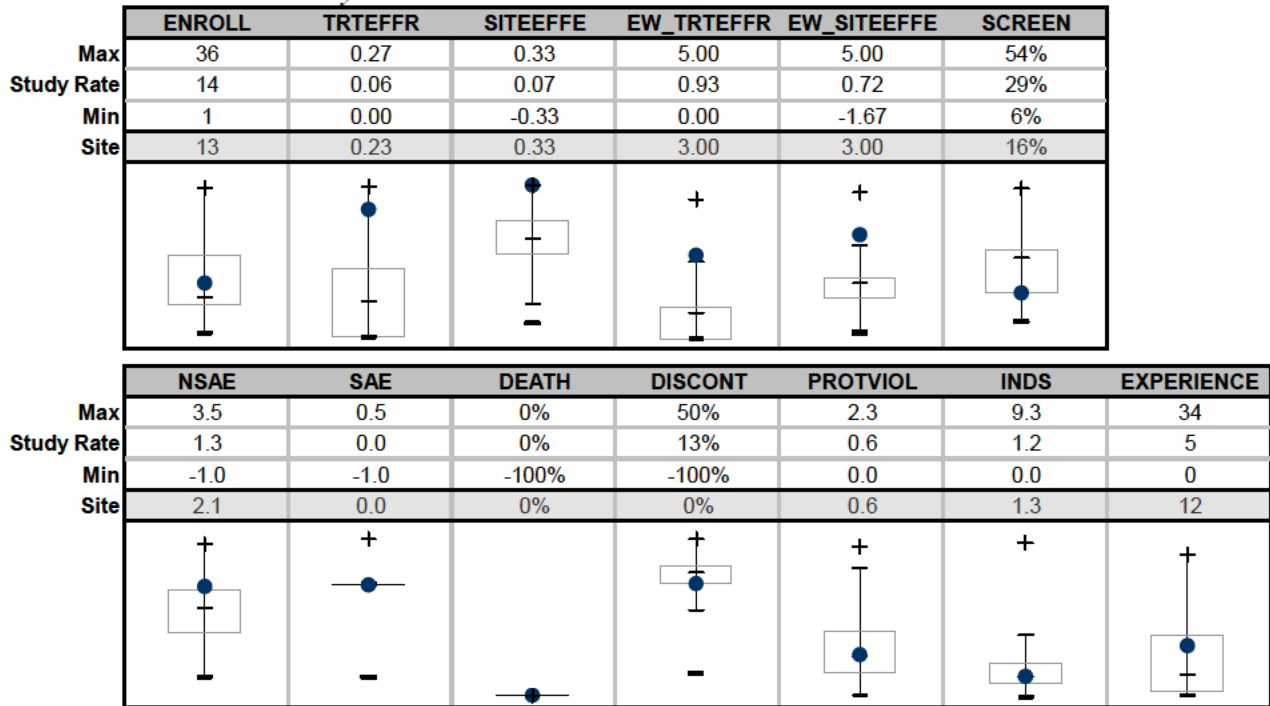 ENROLL TRTEFFR SITEEFFE EW_TRTEFFR EW_SITEEFFE SCREEN
Max 36 0.27 0.33 5.00 5.00 54%
Study Rate 14 0.06 0.07 0.93 0.72 29%
Min 1 0.00 -0.33 0.00 -1.67 6%
Site 13 0.23 0.33 3.00 3.00 16%
NSAE SAE DEATH DISCONT PROTVIOL INDS EXPERIENCE
Max 3.5 0.5 0% 50% 2.3 9.3 34
Study Rate 1.3 0.0 0% 13% 0.6 1.2 5
Min -1.0 -1.0 -100% -100% 0.0 0.0 0
Site 2.1 0.0 0% 0% 0.6 1.3 12